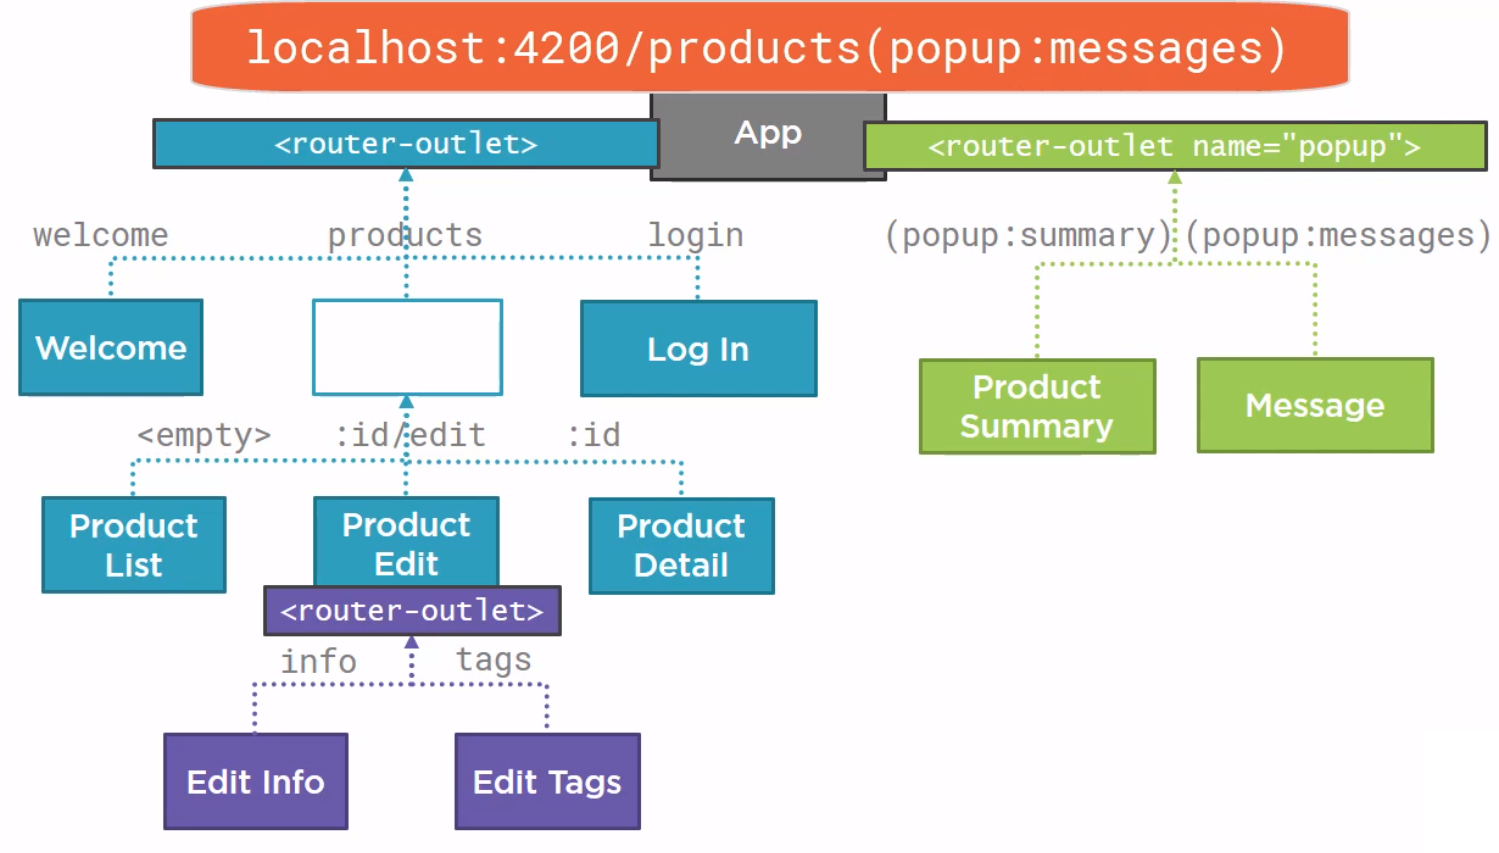 localhost:4200/products(popup:messages)
App
<router-outlet>
<router-outlet name="popup">
welcome
products
login
(popup:summary)
(popup:messages)
Welcome
Log In
Product
Summary
Message
<empty>
:id/edit
:id
Product
List
Product
Edit
Product
Detail
<router-outlet>
info
tags
Edit Info
Edit Tags